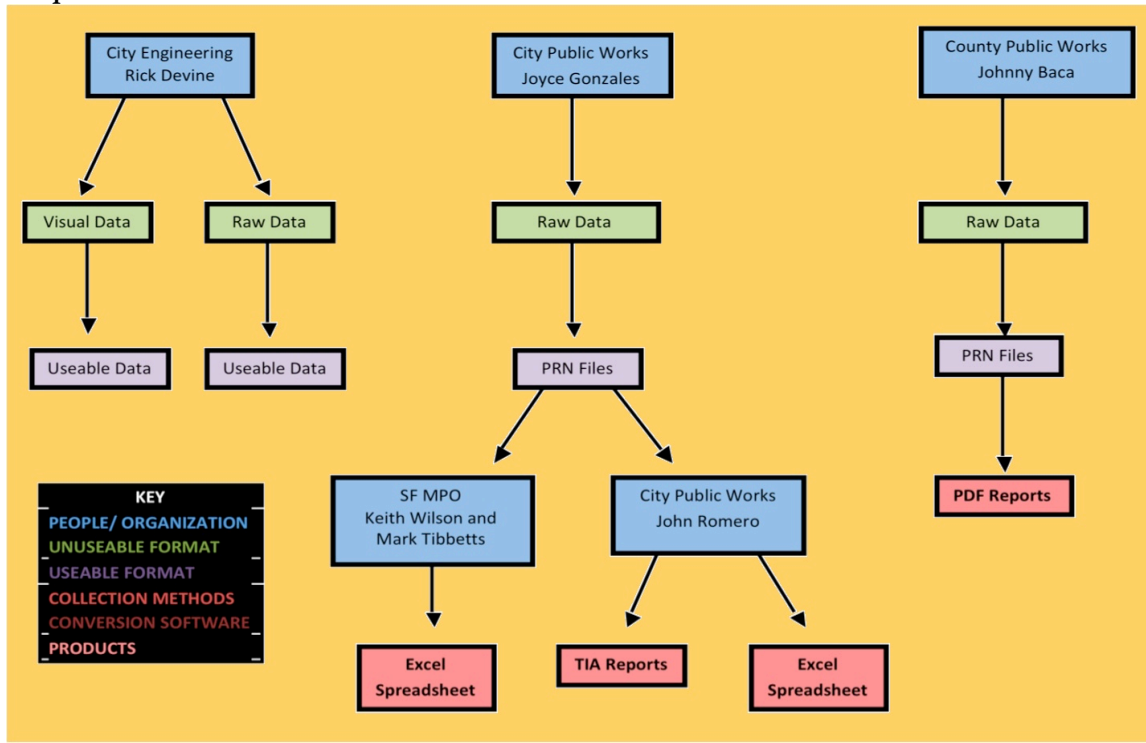 City Engineering
Rick Devine
City Public Works
Joyce Gonzales
County Public Works
Johnny Baca
Visual Data
Raw Data
Raw Data
Raw Data
Useable Data
Useable Data
PRN Files
PRN Files
SF MPO
Keith Wilson and
Mark Tibbetts
City Public Works
John Romero
PDF Reports
KEY
PEOPLE/ ORGANIZATION
UNUSEABLE FORMAT
USEABLE FORMAT
COLLECTION METHODS
CONVERSION SOFTWARE
PRODUCTS
Excel
Spreadsheet
TIA Reports
Excel
Spreadsheet